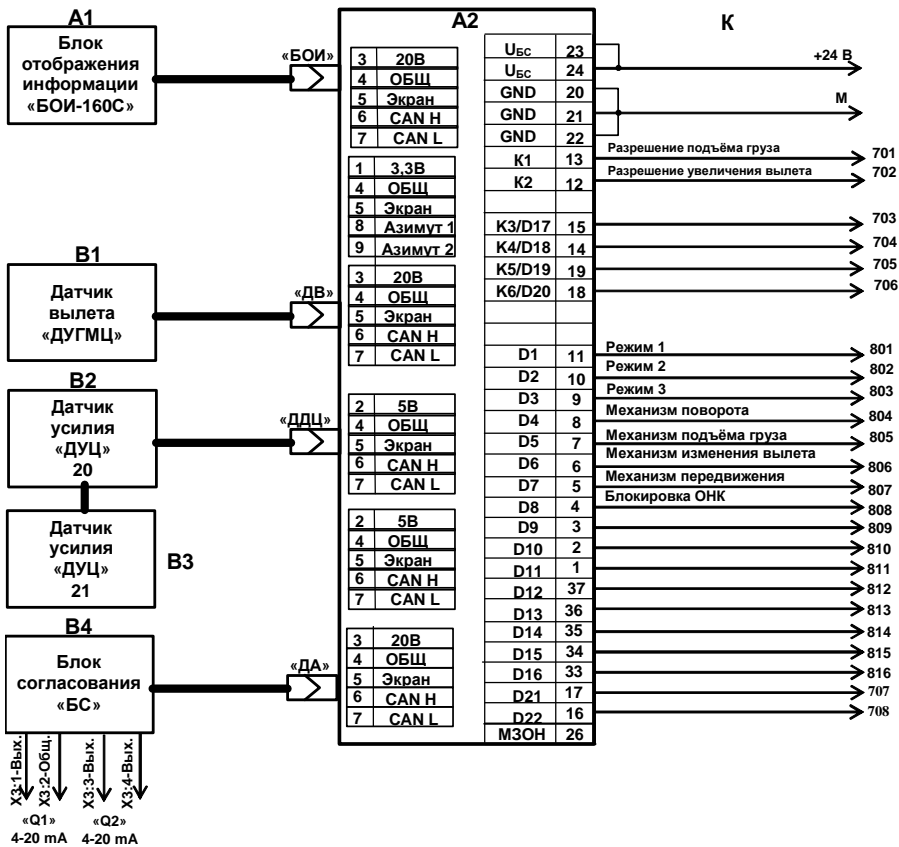 A1
Блок
отображения
информации
«БОИ-160С»
«БОИ»
B1
Датчик
вылета
«ДУГМЦ»
«ДВ»
B2
Датчик
усилия
«ДУЦ»
20
«ДДЦ»
Датчик
усилия
«ДУЦ»
21
B3
B4
Блок
согласования
«БС»
«ДА»
X3:1-Вых.
X3:2-Общ.
X3:3-Вых.
X3:4-Вых.
«Q1»
4-20 mA
«Q2»
4-20 mA
A2
3 20В
4 ОБЩ
5 Экран
6 CAN H
7 CAN L
1 3,3В
4 ОБЩ
5 Экран
8 Азимут 1
9 Азимут 2
3 20В
4 ОБЩ
5 Экран
6 CAN H
7 CAN L
2 5В
4 ОБЩ
5 Экран
6 CAN H
7 CAN L
2 5В
4 ОБЩ
5 Экран
6 CAN H
7 CAN L
3 20В
4 ОБЩ
5 Экран
6 CAN H
7 CAN L
К
UБС 23
UБС 24 +24 В
GND 20
GND 21 М
GND 22
К1 13 Разрешение подъёма груза 701
К2 12 Разрешение увеличения вылета 702
К3/D17 15 703
К4/D18 14 704
К5/D19 19 705
К6/D20 18 706
D1 11 Режим 1 801
D2 10 Режим 2 802
D3 9 Режим 3 803
D4 8 Механизм поворота 804
D5 7 Механизм подъёма груза 805
D6 6 Механизм изменения вылета 806
D7 5 Механизм передвижения 807
D8 4 Блокировка ОНК 808
D9 3 809
D10 2 810
D11 1 811
D12 37 812
D13 36 813
D14 35 814
D15 34 815
D16 33 816
D21 17 707
D22 16 708
МЗОН 26